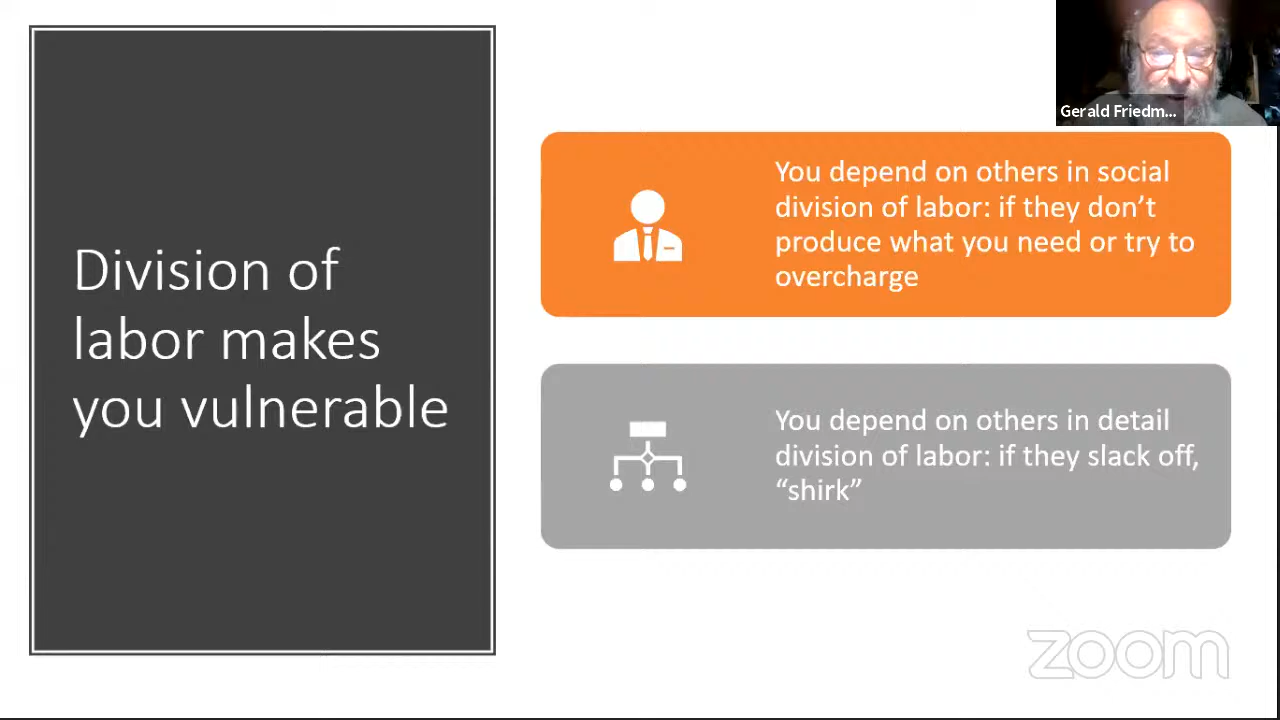 Gerald Friedm...
Division of
labor makes
you vulnerable
You depend on others in social
division of labor: if they don’t
produce what you need or try to
overcharge
You depend on others in detail
division of labor: if they slack off,
“shirk”
zoom